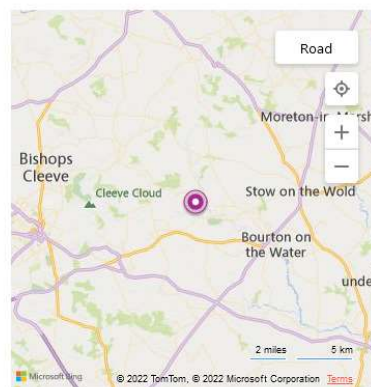 Road
Moreton-in-Marsh
Bishops
Cleeve
Cleeve Cloud
Stow on the Wold
Bourton on
the Water
unde
2 miles
5 km
Microsoft Bing
© 2022 TomTom, © 2022 Microsoft Corporation Terms